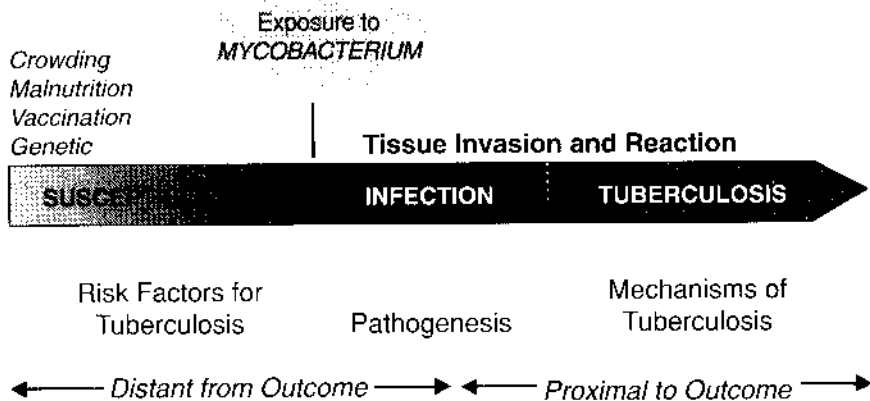 Exposure to
MYCOBACTERIUM
Crowding
Malnutrition
Vaccination
Genetic
Tissue Invasion and Reaction
INFECTION
TUBERCULOSIS
Risk Factors for
Tuberculosis
Pathogenesis
Mechanisms of
Tuberculosis
Distant from Outcome
Proximal to Outcome